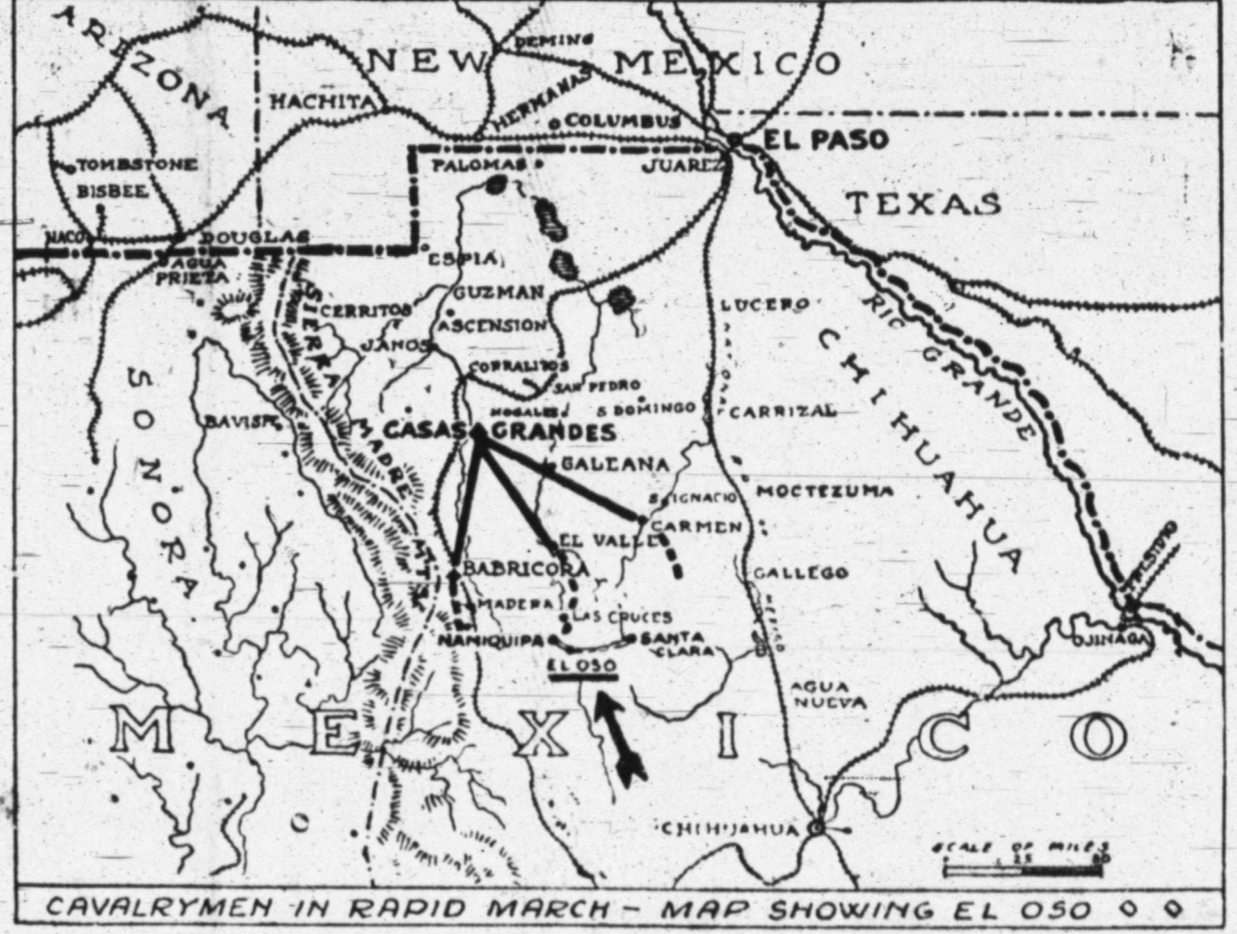 ARIZONA
NEW MEXICO
DEMING
HERMANAS
HACHITA
COLUMBUS
EL PASO
TOMBSTONE
PALOMAS
JUAREZ
BISBEE
TEXAS
NACO
DOUGLAS
AGUA
PRIETA
ESPIA
SIERRA MADRE
CERRITOS
GUZMAN
LUCERO
RIO GRANDE
ASCENSION
JANOS
CHIHUAHUA
SONORA
CORRALITOS
SAN PEDRO
BAVISPE
NOGALES
S DOMINGO
CARRIZAL
CASAS GRANDES
GALEANA
S. IGNACIO
MOCTEZUMA
CARMEN
EL VALLE
BABRICORA
GALLEGO
PRESIDIO
MADERA
LAS CRUCES
NAMIQUIPA
SANTA
CLARA
OJINAGA
EL OSO
AGUA
NUEVA
MEXICO
CHIHUAHUA
SCALE OF MILES
25 50
CAVALRYMEN IN RAPID MARCH — MAP SHOWING EL OSO